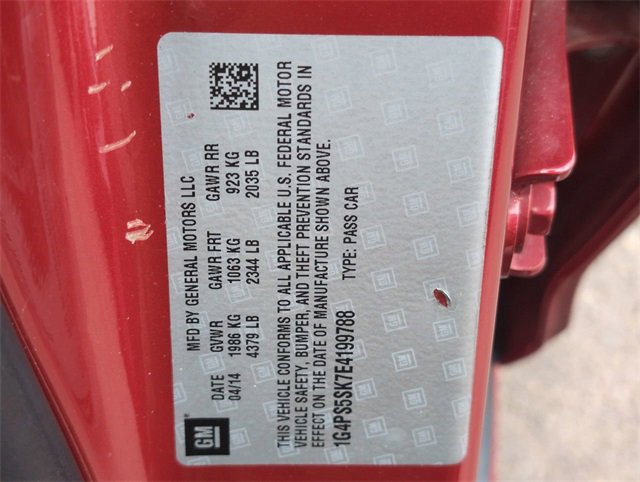 MFD BY GENERAL MOTORS LLC
DATE GVWR GAWR FRT GAWR RR
04/14 1986 KG 1063 KG 923 KG
4379 LB 2344 LB 2035 LB
THIS VEHICLE CONFORMS TO ALL APPLICABLE U.S. FEDERAL MOTOR
VEHICLE SAFETY, BUMPER, AND THEFT PREVENTION STANDARDS IN
EFFECT ON THE DATE OF MANUFACTURE SHOWN ABOVE.
1G4PS5SK7E4199788 TYPE: PASS CAR
GM